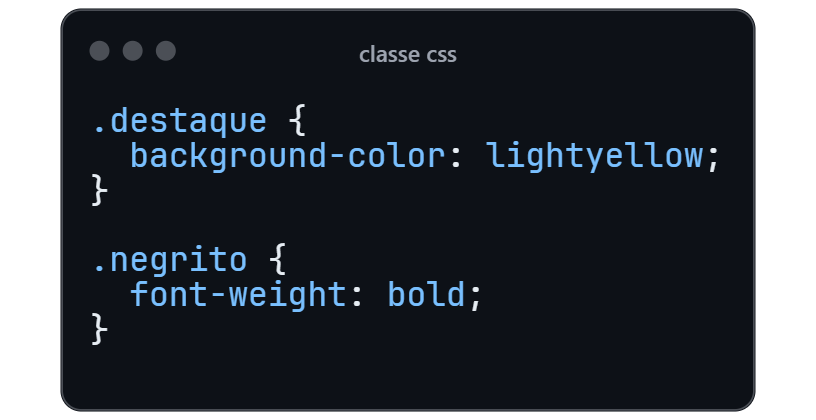 classe css
.destaque {
  background-color: lightyellow;
}
.negrito {
  font-weight: bold;
}